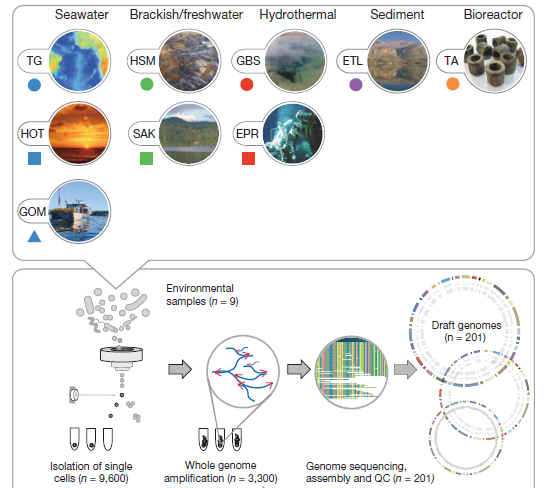 Seawater Brackish/freshwater Hydrothermal Sediment Bioreactor
TG HSM GBS ETL TA
HOT SAK EPR
GOM
Environmental
samples (n = 9)
Draft genomes
(n = 201)
Isolation of single
cells (n = 9,600)
Whole genome
amplification (n = 3,300)
Genome sequencing,
assembly and QC (n = 201)